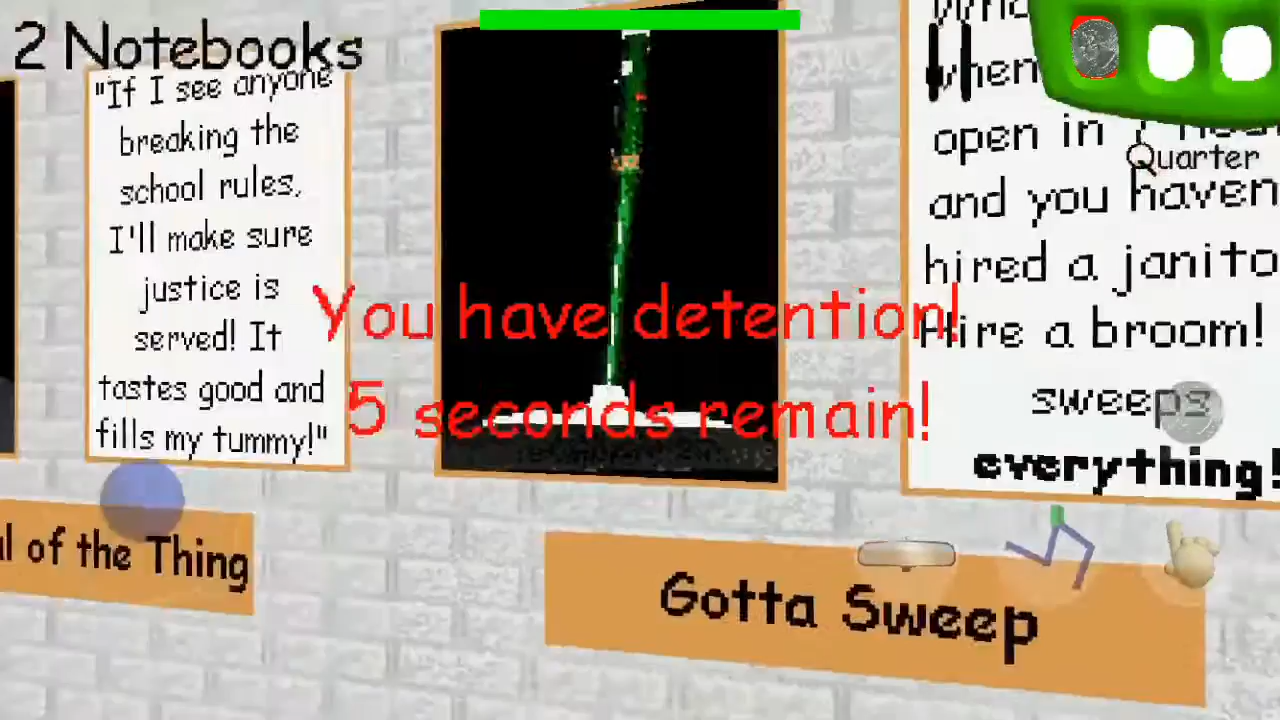 2 Notebooks
"If I see anyone
breaking the
school rules,
I'll make sure
justice is
served! It
tastes good and
fills my tummy!"
of the Thing
Gotta Sweep
when
open in 7
and you haven
hired a
Hire a broom!
sweeps
everything!
Quarter
You have detention!
5 seconds remain!